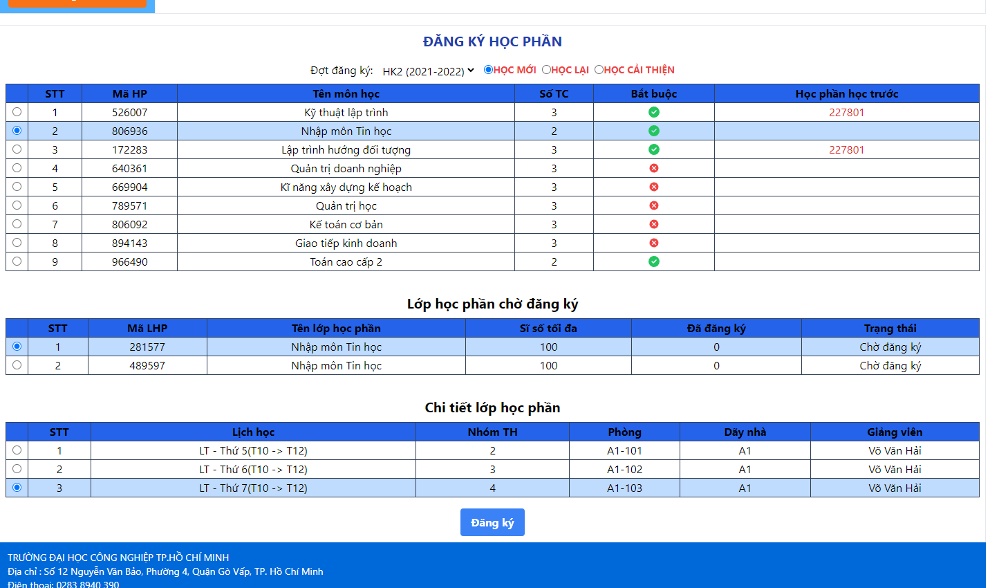 ĐĂNG KÝ HỌC PHẦN
Đợt đăng ký: HK2 (2021-2022) HỌC MỚI HỌC LẠI HỌC CẢI THIỆN
STT Mã HP Tên môn học Số TC Bắt buộc Học phần học trước
1 526007 Kỹ thuật lập trình 3 227801
2 806936 Nhập môn Tin học 2
3 172283 Lập trình hướng đối tượng 3 227801
4 640361 Quản trị doanh nghiệp 3
5 669904 Kĩ năng xây dựng kế hoạch 3
6 789571 Quản trị học 3
7 806092 Kế toán cơ bản 3
8 894143 Giao tiếp kinh doanh 3
9 966490 Toán cao cấp 2 2
Lớp học phần chờ đăng ký
STT Mã LHP Tên lớp học phần Sĩ số tối đa Đã đăng ký Trạng thái
1 281577 Nhập môn Tin học 100 0 Chờ đăng ký
2 489597 Nhập môn Tin học 100 0 Chờ đăng ký
Chi tiết lớp học phần
STT Lịch học Nhóm TH Phòng Dãy nhà Giảng viên
1 LT - Thứ 5(T10 -> T12) 2 A1-101 A1 Võ Văn Hải
2 LT - Thứ 6(T10 -> T12) 3 A1-102 A1 Võ Văn Hải
3 LT - Thứ 7(T10 -> T12) 4 A1-103 A1 Võ Văn Hải
Đăng ký
TRƯỜNG ĐẠI HỌC CÔNG NGHIỆP TP.HỒ CHÍ MINH
Địa chỉ : Số 12 Nguyễn Văn Bảo, Phường 4, Quận Gò Vấp, TP. Hồ Chí Minh
Điện thoại: 0283 8940 390